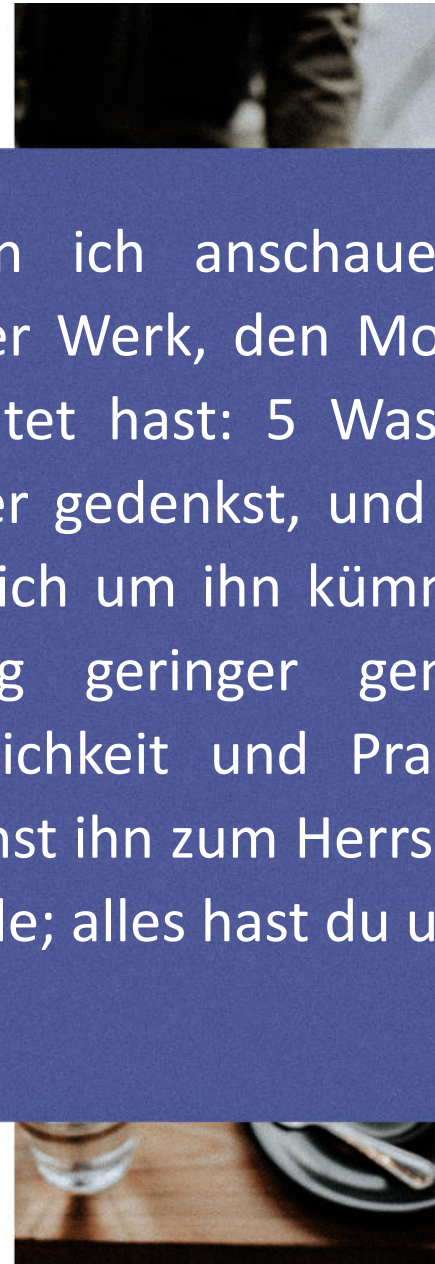 n ich anschaue
er Werk, den Mo
tet hast: 5 Was
er gedenkst, und
ich um ihn kümm
g geringer ger
lichkeit und Pra
nst ihn zum Herrs
le; alles hast du u